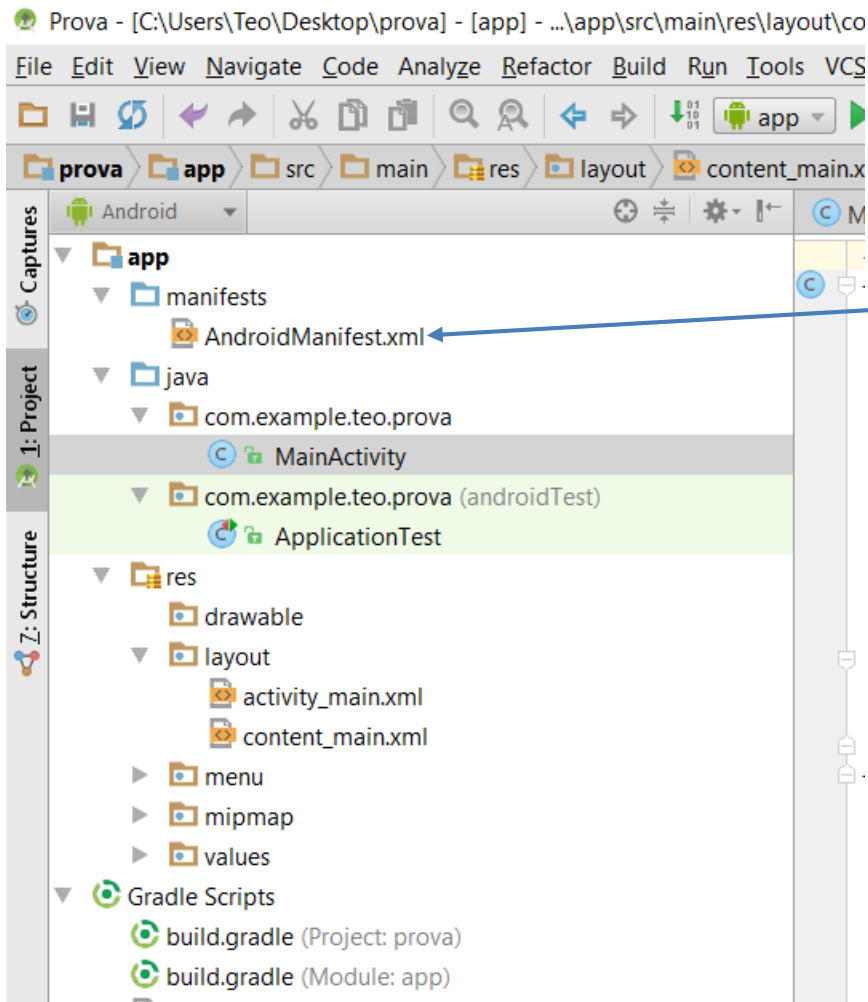 Prova - [C:\Users\Teo\Desktop\prova] - [app] - ...\app\src\main\res\layout\co
File Edit View Navigate Code Analyze Refactor Build Run Tools VCS
app
prova app src main res layout content_main.x
Captures
1: Project
7: Structure
Android
M
app
manifests
AndroidManifest.xml
java
com.example.teo.prova
MainActivity
com.example.teo.prova (androidTest)
ApplicationTest
res
drawable
layout
activity_main.xml
content_main.xml
menu
mipmap
values
Gradle Scripts
build.gradle (Project: prova)
build.gradle (Module: app)